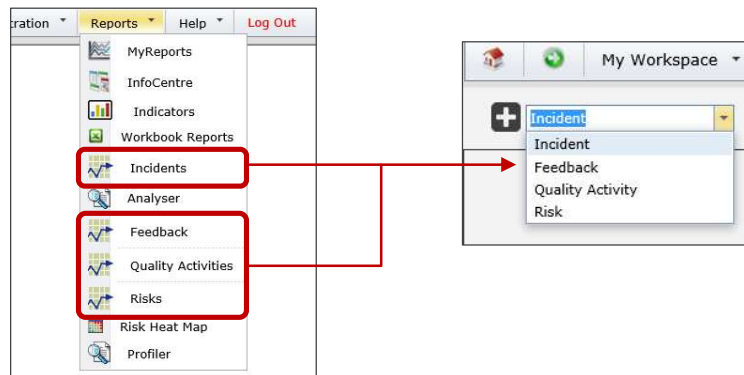 ration Reports Help Log Out
MyReports
InfoCentre
Indicators
Workbook Reports
Incidents
Analyser
Feedback
Quality Activities
Risks
Risk Heat Map
Profiler
My Workspace
Incident
Incident
Feedback
Quality Activity
Risk